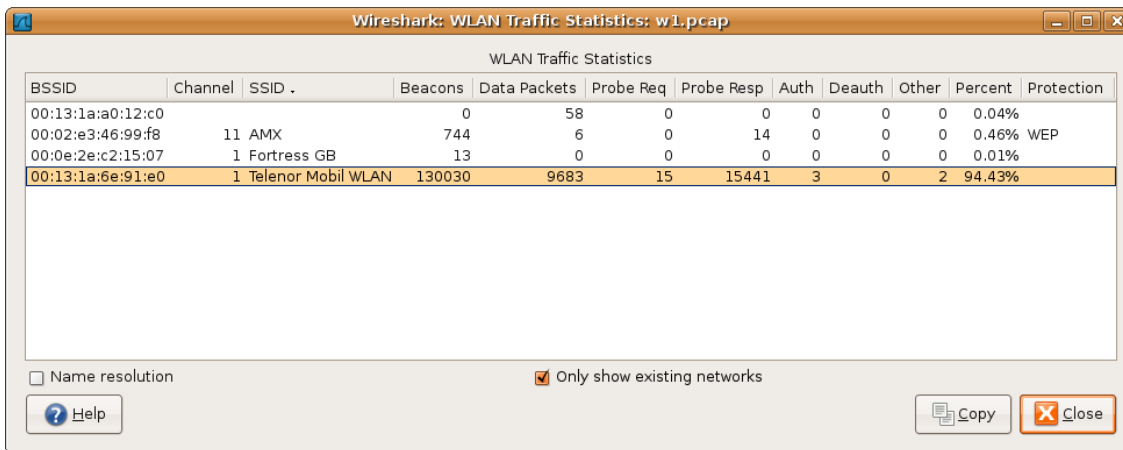 Wireshark: WLAN Traffic Statistics: w1.pcap
WLAN Traffic Statistics
BSSID Channel SSID Beacons Data Packets Probe Req Probe Resp Auth Deauth Other Percent Protection
00:13:1a:a0:12:c0 0 58 0 0 0 0 0 0.04%
00:02:e3:46:99:f8 11 AMX 744 6 0 14 0 0 0 0.46% WEP
00:0e:2e:c2:15:07 1 Fortress GB 13 0 0 0 0 0 0 0.01%
00:13:1a:6e:91:e0 1 Telenor Mobil WLAN 130030 9683 15 15441 3 0 2 94.43%
Name resolution Only show existing networks
Help Copy Close